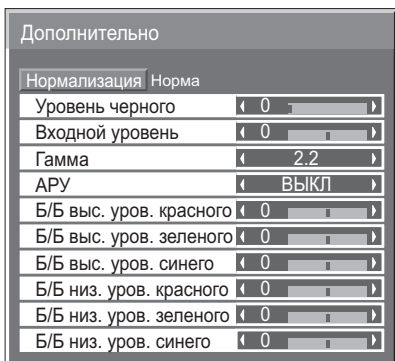 Дополнительно
Нормализация Норма
Уровень черного 0
Входной уровень 0
Гамма 2.2
АРУ ВЫКЛ
Б/Б выс. уров. красного 0
Б/Б выс. уров. зеленого 0
Б/Б выс. уров. синего 0
Б/Б низ. уров. красного 0
Б/Б низ. уров. зеленого 0
Б/Б низ. уров. синего 0